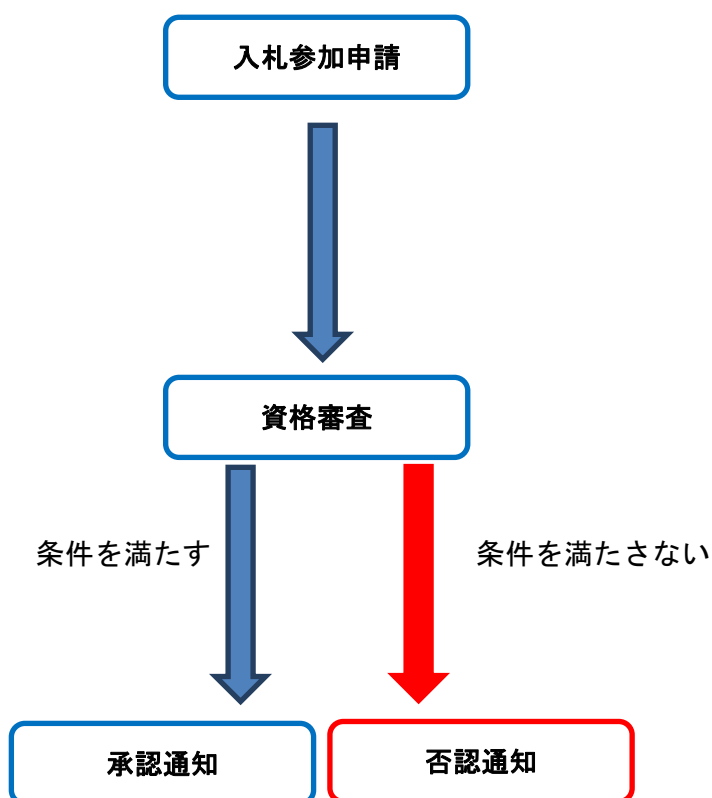 入札参加申請
資格審査
条件を満たす
条件を満たさない
承認通知
否認通知